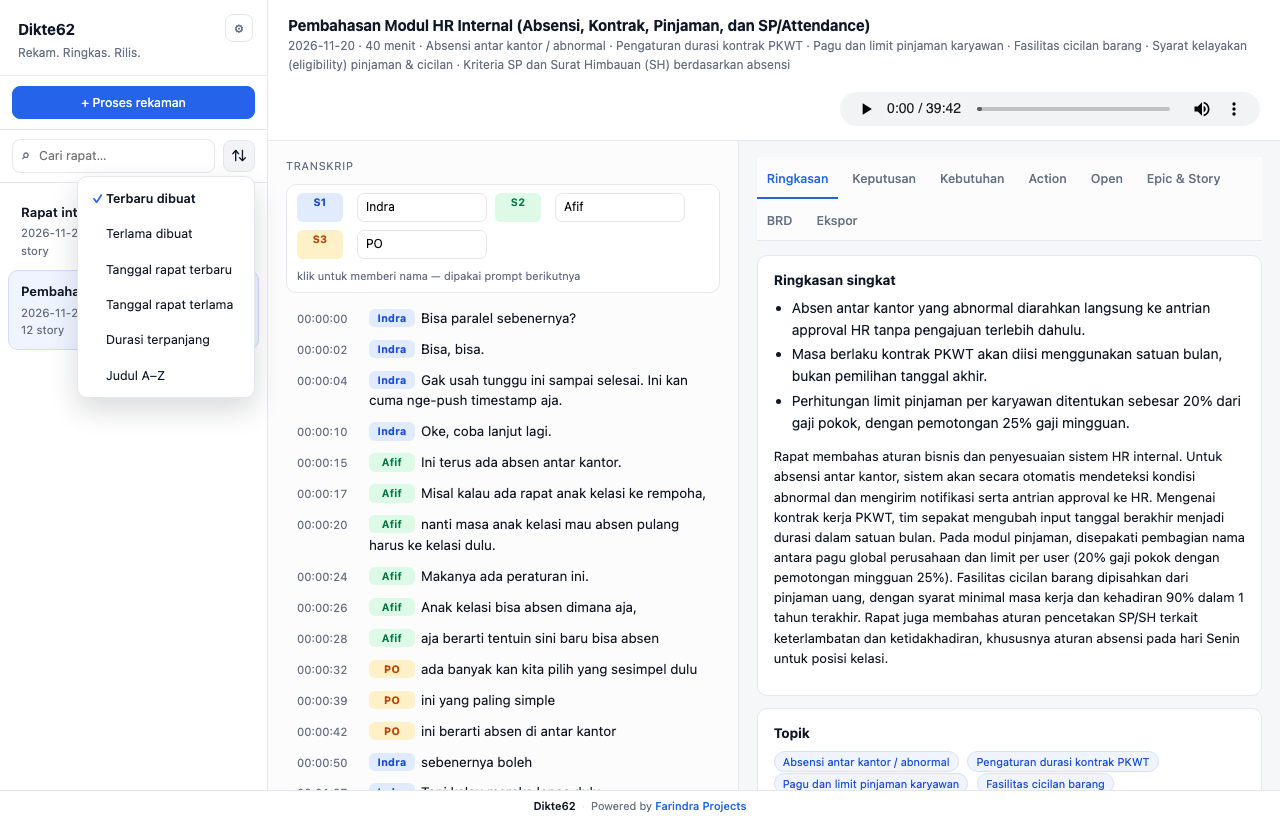 Dikte62
Rekam. Ringkas. Rilis.
+ Proses rekaman
Cari rapat...
✓ Terbaru dibuat
Terlama dibuat
Tanggal rapat terbaru
Tanggal rapat terlama
Durasi terpanjang
Judul A–Z
Rapat int
2026-11-2
story
Pembaha
2026-11-2
12 story
Pembahasan Modul HR Internal (Absensi, Kontrak, Pinjaman, dan SP/Attendance)
2026-11-20 · 40 menit · Absensi antar kantor / abnormal · Pengaturan durasi kontrak PKWT · Pagu dan limit pinjaman karyawan · Fasilitas cicilan barang · Syarat kelayakan
(eligibility) pinjaman & cicilan · Kriteria SP dan Surat Himbauan (SH) berdasarkan absensi
0:00 / 39:42
TRANSKRIP
S1 Indra S2 Afif
S3 PO
klik untuk memberi nama — dipakai prompt berikutnya
00:00:00 Indra Bisa paralel sebenernya?
00:00:02 Indra Bisa, bisa.
00:00:04 Indra Gak usah tunggu ini sampai selesai. Ini kan
cuma nge-push timestamp aja.
00:00:10 Indra Oke, coba lanjut lagi.
00:00:15 Afif Ini terus ada absen antar kantor.
00:00:17 Afif Misal kalau ada rapat anak kelasi ke rempoha,
00:00:20 Afif nanti masa anak kelasi mau absen pulang
harus ke kelasi dulu.
00:00:24 Afif Makanya ada peraturan ini.
00:00:26 Afif Anak kelasi bisa absen dimana aja,
00:00:28 Afif aja berarti tentuin sini baru bisa absen
00:00:32 PO ada banyak kan kita pilih yang sesimpel dulu
00:00:39 PO ini yang paling simple
00:00:42 PO ini berarti absen di antar kantor
00:00:50 Indra sebenernya boleh
Ringkasan Keputusan Kebutuhan Action Open Epic & Story
BRD Ekspor
Ringkasan singkat
• Absen antar kantor yang abnormal diarahkan langsung ke antrian
approval HR tanpa pengajuan terlebih dahulu.
• Masa berlaku kontrak PKWT akan diisi menggunakan satuan bulan,
bukan pemilihan tanggal akhir.
• Perhitungan limit pinjaman per karyawan ditentukan sebesar 20% dari
gaji pokok, dengan pemotongan 25% gaji mingguan.
Rapat membahas aturan bisnis dan penyesuaian sistem HR internal. Untuk
absensi antar kantor, sistem akan secara otomatis mendeteksi kondisi
abnormal dan mengirim notifikasi serta antrian approval ke HR. Mengenai
kontrak kerja PKWT, tim sepakat mengubah input tanggal berakhir menjadi
durasi dalam satuan bulan. Pada modul pinjaman, disepakati pembagian nama
antara pagu global perusahaan dan limit per user (20% gaji pokok dengan
pemotongan mingguan 25%). Fasilitas cicilan barang dipisahkan dari
pinjaman uang, dengan syarat minimal masa kerja dan kehadiran 90% dalam 1
tahun terakhir. Rapat juga membahas aturan pencetakan SP/SH terkait
keterlambatan dan ketidakhadiran, khususnya aturan absensi pada hari Senin
untuk posisi kelasi.
Topik
Absensi antar kantor / abnormal Pengaturan durasi kontrak PKWT
Pagu dan limit pinjaman karyawan Fasilitas cicilan barang
Dikte62 · Powered by Farindra Projects